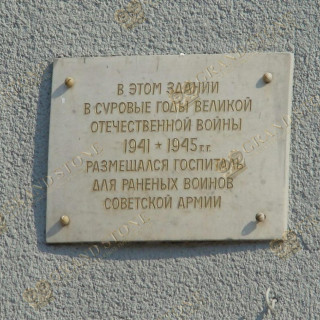 В ЭТОМ ЗДАНИИ
В СУРОВЫЕ ГОДЫ ВЕЛИКОЙ
ОТЕЧЕСТВЕННОЙ ВОЙНЫ
1941 * 1945 г.г.
РАЗМЕЩАЛСЯ ГОСПИТАЛЬ
ДЛЯ РАНЕНЫХ ВОИНОВ
СОВЕТСКОЙ АРМИИ